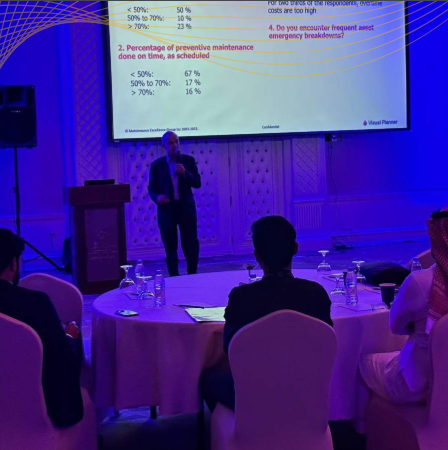 < 50%: 50 %
50% to 70%: 10 %
> 70%: 23 %
2. Percentage of preventive maintenance
done on time, as scheduled
< 50%: 67 %
50% to 70%: 17 %
> 70%: 16 %
For two thirds of the respondents, overtime
costs are too high
4. Do you encounter frequent asset
emergency breakdowns?
Confidential
Visual Planner